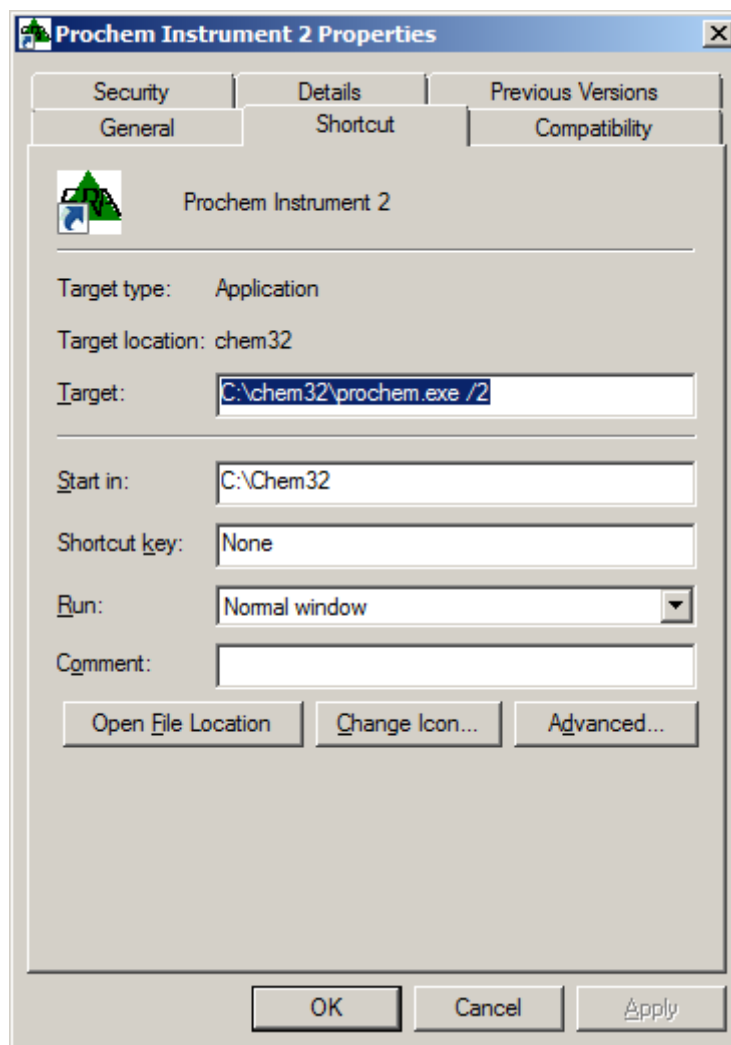 Prochem Instrument 2 Properties
Security Details Previous Versions
General Shortcut Compatibility
Prochem Instrument 2
Target type: Application
Target location: chem32
Target: C:\chem32\prochem.exe /2
Start in: C:\Chem32
Shortcut key: None
Run: Normal window
Comment:
Open File Location Change Icon... Advanced...
OK Cancel Apply